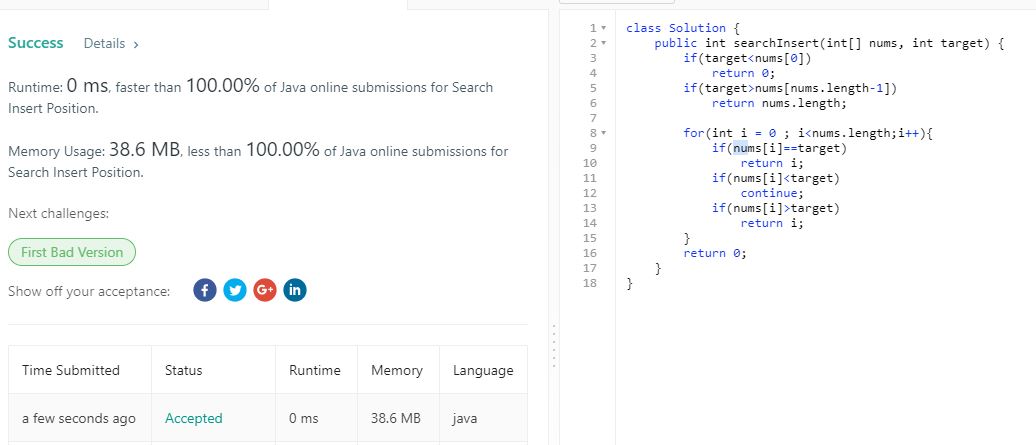 Success Details ›
Runtime: 0 ms, faster than 100.00% of Java online submissions for Search
Insert Position.
Memory Usage: 38.6 MB, less than 100.00% of Java online submissions for
Search Insert Position.
Next challenges:
First Bad Version
Show off your acceptance: f G+ in
Time Submitted Status Runtime Memory Language
a few seconds ago Accepted 0 ms 38.6 MB java
1 class Solution {
2 public int searchInsert(int[] nums, int target) {
3 if(target<nums[0])
4 return 0;
5 if(target>nums[nums.length-1])
6 return nums.length;
7
8 for(int i = 0 ; i<nums.length;i++){
9 if(nums[i]==target)
10 return i;
11 if(nums[i]<target)
12 continue;
13 if(nums[i]>target)
14 return i;
15 }
16 return 0;
17 }
18 }